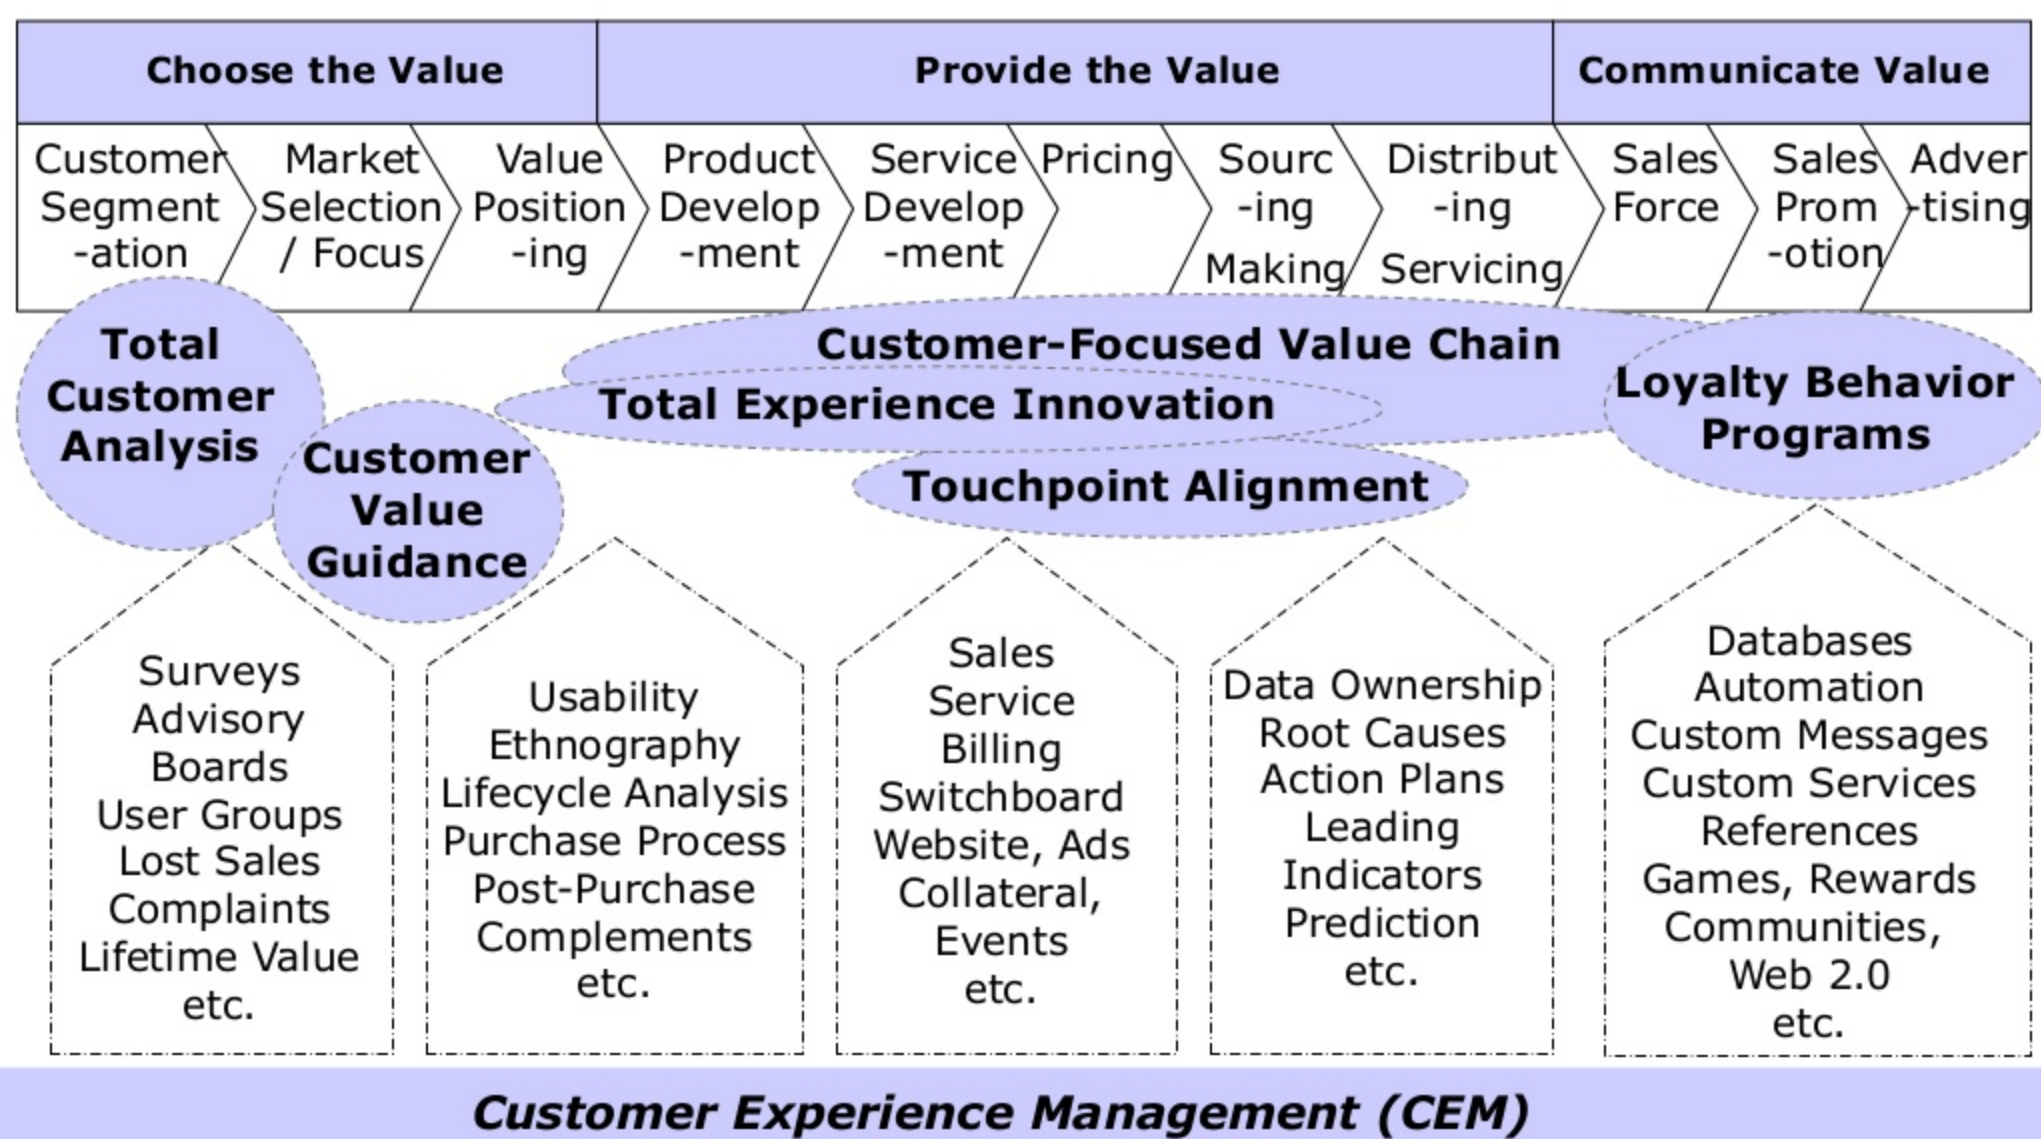 Choose the Value
Provide the Value
Communicate Value
Customer
Segment
-ation
Market
Selection
/ Focus
Value
Position
-ing
Product
Develop
-ment
Service
Develop
-ment
Pricing
Sourc
-ing
Making
Distribut
-ing
Servicing
Sales
Force
Sales
Prom
-otion
Adver
-tising
Total
Customer
Analysis
Customer
Value
Guidance
Customer-Focused Value Chain
Total Experience Innovation
Touchpoint Alignment
Loyalty Behavior
Programs
Surveys
Advisory
Boards
User Groups
Lost Sales
Complaints
Lifetime Value
etc.
Usability
Ethnography
Lifecycle Analysis
Purchase Process
Post-Purchase
Complements
etc.
Sales
Service
Billing
Switchboard
Website, Ads
Collateral,
Events
etc.
Data Ownership
Root Causes
Action Plans
Leading
Indicators
Prediction
etc.
Databases
Automation
Custom Messages
Custom Services
References
Games, Rewards
Communities,
Web 2.0
etc.
Customer Experience Management (CEM)